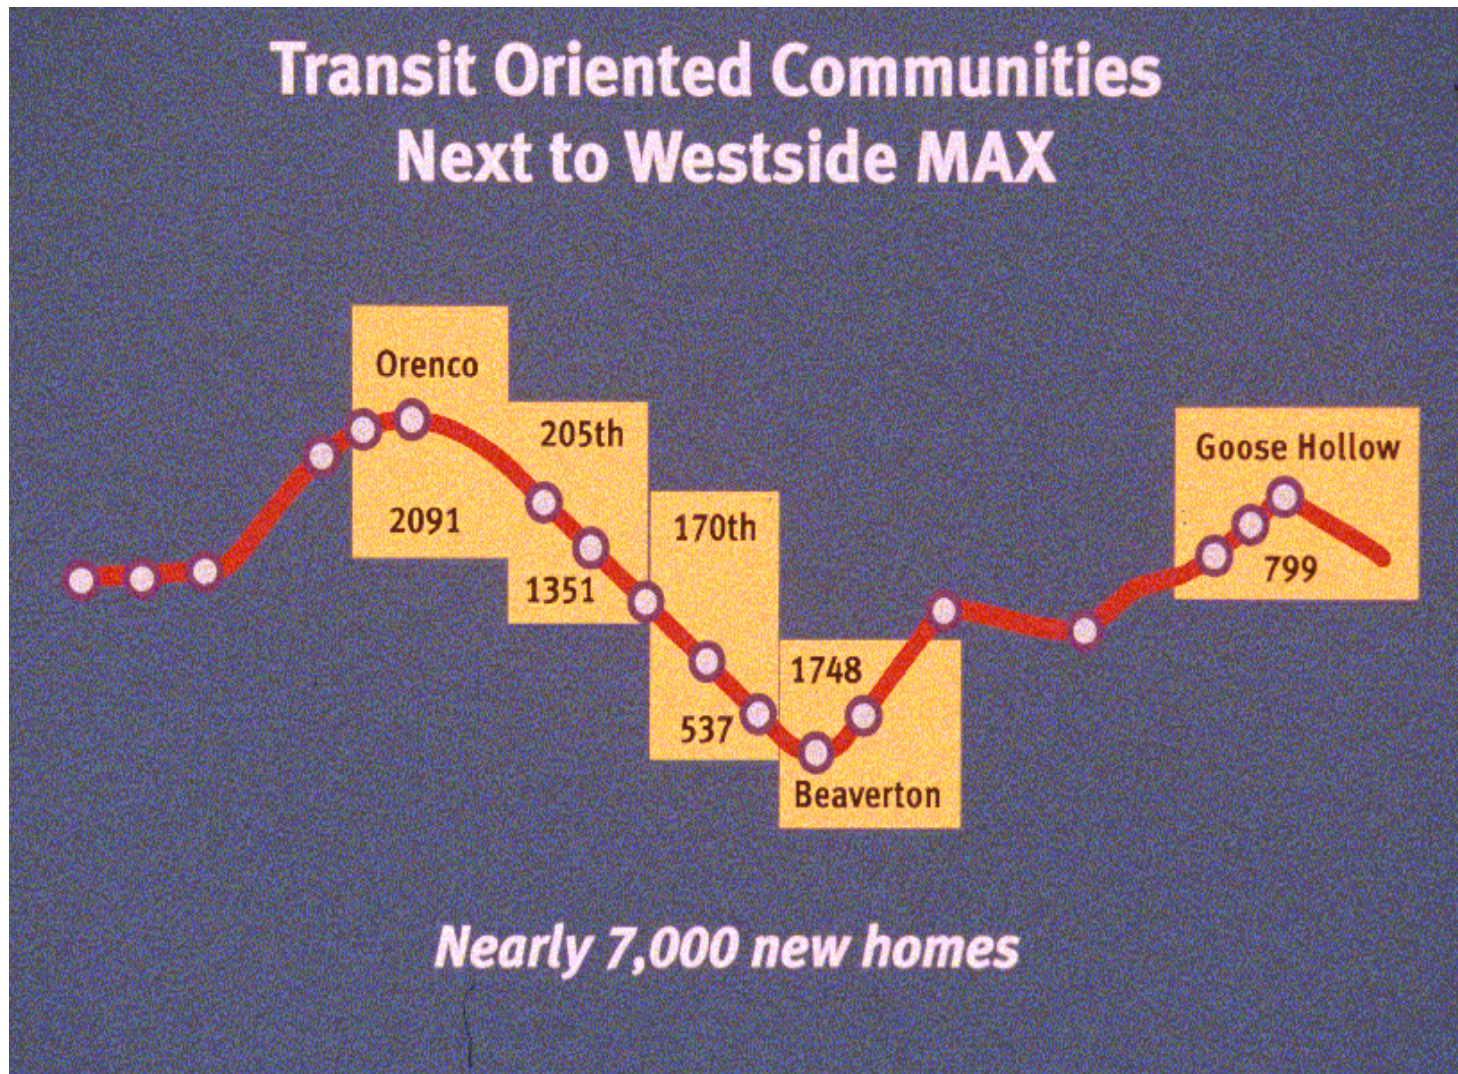 Transit Oriented Communities
Next to Westside MAX
Orenco
2091
205th
1351
170th
537
1748
Beaverton
Goose Hollow
799
Nearly 7,000 new homes